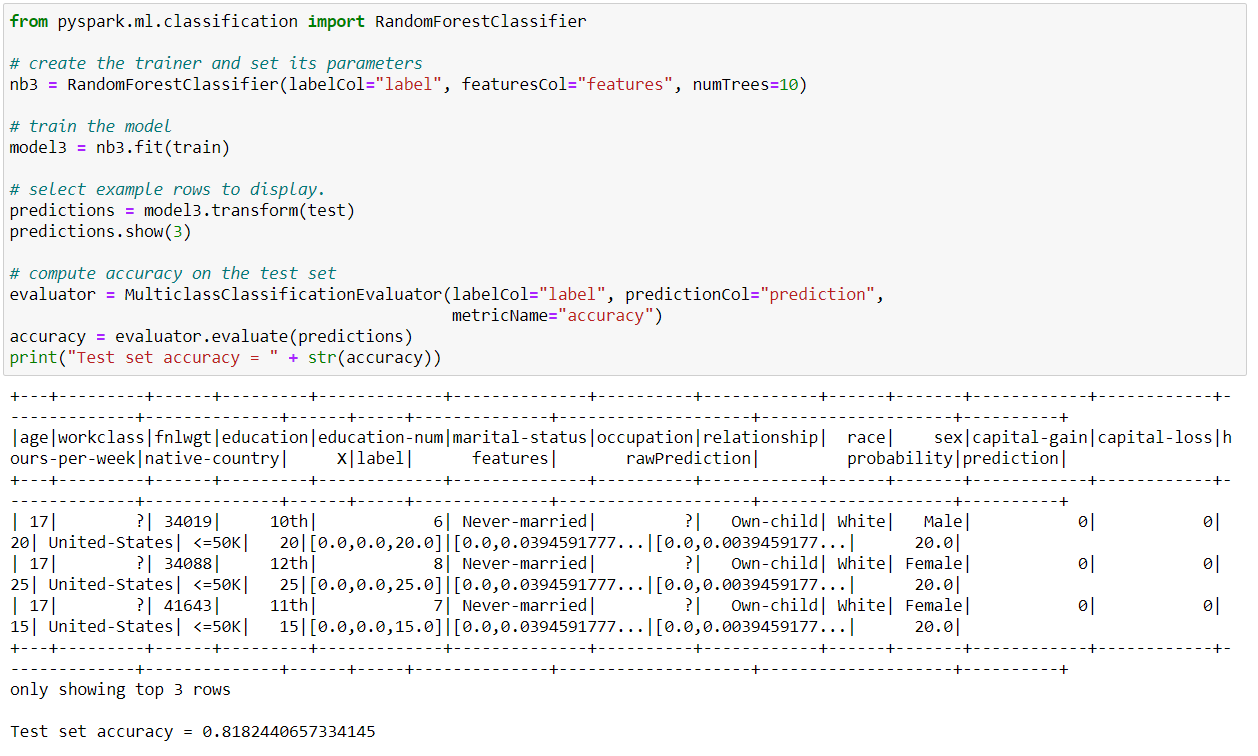 from pyspark.ml.classification import RandomForestClassifier
# create the trainer and set its parameters
nb3 = RandomForestClassifier(labelCol="label", featuresCol="features", numTrees=10)
# train the model
model3 = nb3.fit(train)
# select example rows to display.
predictions = model3.transform(test)
predictions.show(3)
# compute accuracy on the test set
evaluator = MulticlassClassificationEvaluator(labelCol="label", predictionCol="prediction",
                                              metricName="accuracy")
accuracy = evaluator.evaluate(predictions)
print("Test set accuracy = " + str(accuracy))
+---+---------+------+---------+-------------+--------------+----------+------------+------+-------+------------+------------+-
-------------+--------------+------+-----+--------------+--------------------+--------------------+----------+
|age|workclass|fnlwgt|education|education-num|marital-status|occupation|relationship|  race|    sex|capital-gain|capital-loss|h
ours-per-week|native-country|     X|label|      features|       rawPrediction|         probability|prediction|
+---+---------+------+---------+-------------+--------------+----------+------------+------+-------+------------+------------+-
-------------+--------------+------+-----+--------------+--------------------+--------------------+----------+
| 17|        ?| 34019|     10th|            6| Never-married|         ?|   Own-child| White|   Male|           0|           0|
20| United-States| <=50K|   20|[0.0,0.0,20.0]|[0.0,0.0394591777...|[0.0,0.0039459177...|      20.0|
| 17|        ?| 34088|     12th|            8| Never-married|         ?|   Own-child| White| Female|           0|           0|
25| United-States| <=50K|   25|[0.0,0.0,25.0]|[0.0,0.0394591777...|[0.0,0.0039459177...|      20.0|
| 17|        ?| 41643|     11th|            7| Never-married|         ?|   Own-child| White| Female|           0|           0|
15| United-States| <=50K|   15|[0.0,0.0,15.0]|[0.0,0.0394591777...|[0.0,0.0039459177...|      20.0|
+---+---------+------+---------+-------------+--------------+----------+------------+------+-------+------------+------------+-
-------------+--------------+------+-----+--------------+--------------------+--------------------+----------+
only showing top 3 rows
Test set accuracy = 0.8182440657334145